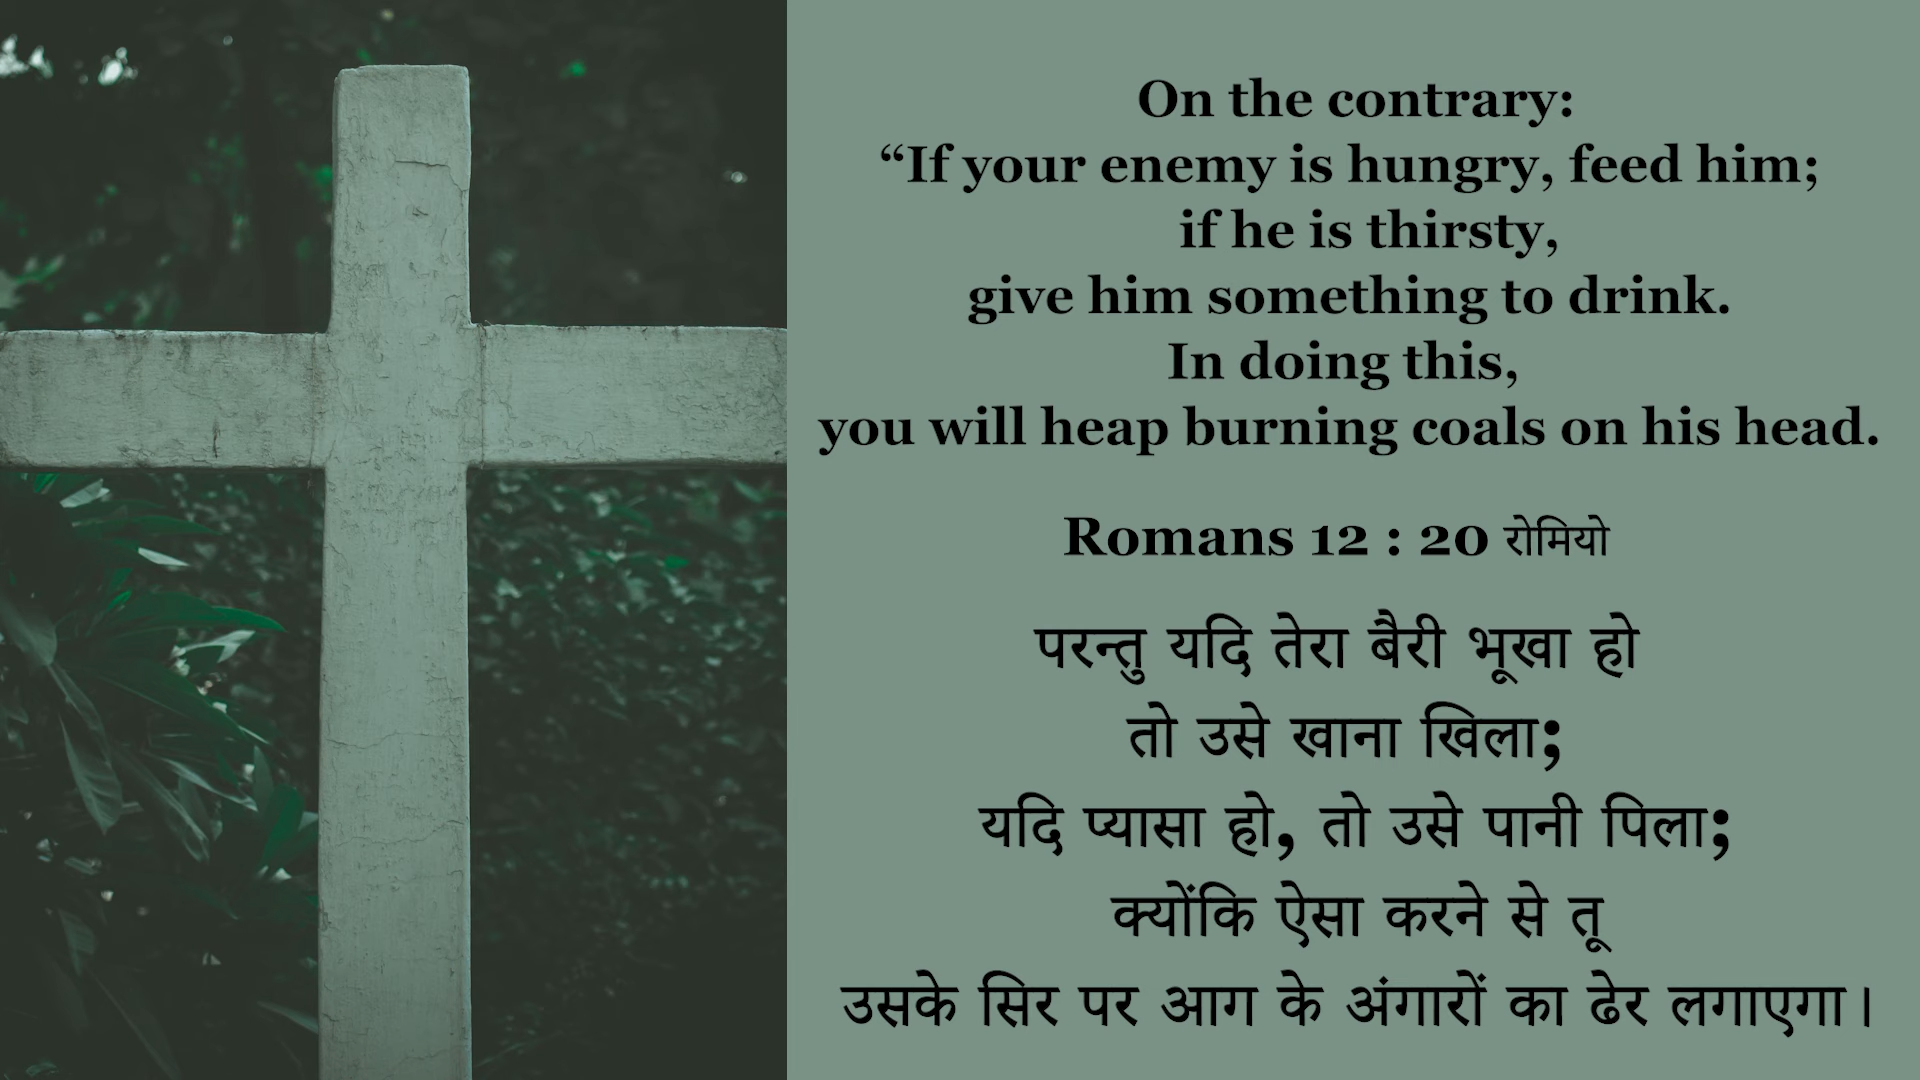 On the contrary:
“If your enemy is hungry, feed him;
if he is thirsty,
give him something to drink.
In doing this,
you will heap burning coals on his head.
Romans 12 : 20 रोमियो
परन्तु यदि तेरा बैरी भूखा हो
तो उसे खाना खिला;
यदि प्यासा हो, तो उसे पानी पिला;
क्योंकि ऐसा करने से तू
उसके सिर पर आग के अंगारों का ढेर लगाएगा।